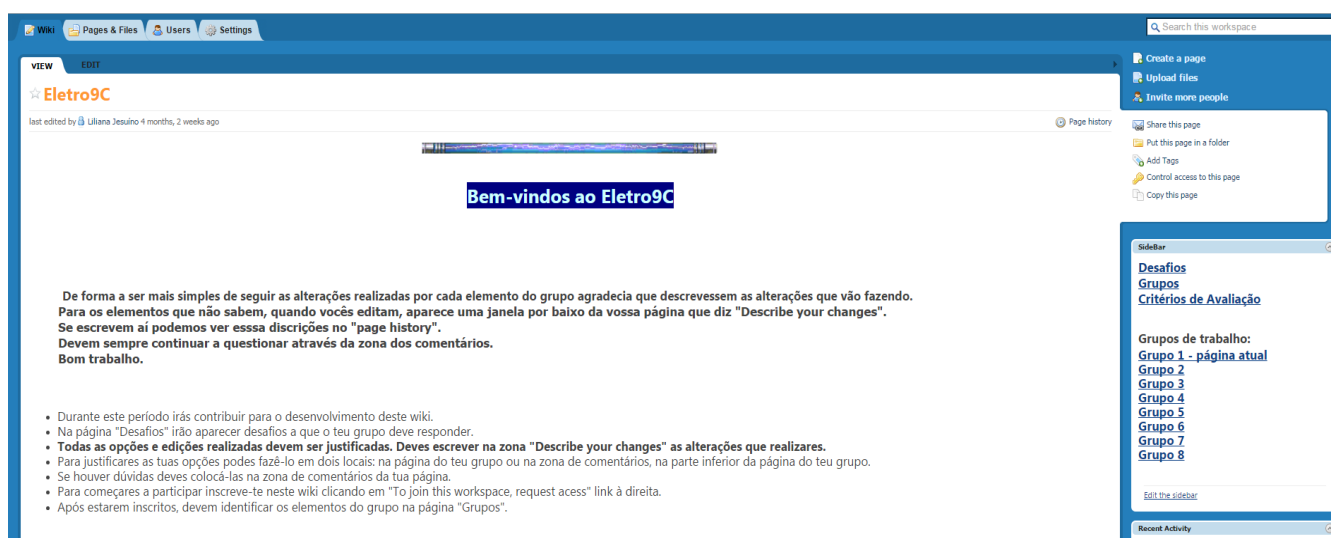 Wiki
Pages & Files
Users
Settings
Search this workspace
VIEW
EDIT
Eletro9C
last edited by Liliana Jesuino 4 months, 2 weeks ago
Page history
Bem-vindos ao Eletro9C
De forma a ser mais simples de seguir as alterações realizadas por cada elemento do grupo agradecia que descrevessem as alterações que vão fazendo.
Para os elementos que não sabem, quando vocês editam, aparece uma janela por baixo da vossa página que diz "Describe your changes".
Se escrevem aí podemos ver esssa discrições no "page history".
Devem sempre continuar a questionar através da zona dos comentários.
Bom trabalho.
• Durante este período irás contribuir para o desenvolvimento deste wiki.
• Na página "Desafios" irão aparecer desafios a que o teu grupo deve responder.
• Todas as opções e edições realizadas devem ser justificadas. Deves escrever na zona "Describe your changes" as alterações que realizares.
• Para justificares as tuas opções podes fazê-lo em dois locais: na página do teu grupo ou na zona de comentários, na parte inferior da página do teu grupo.
• Se houver dúvidas deves colocá-las na zona de comentários da tua página.
• Para começares a participar inscreve-te neste wiki clicando em "To join this workspace, request acess" link à direita.
• Após estarem inscritos, devem identificar os elementos do grupo na página "Grupos".
Create a page
Upload files
Invite more people
Share this page
Put this page in a folder
Add Tags
Control access to this page
Copy this page
SideBar
Desafios
Grupos
Critérios de Avaliação
Grupos de trabalho:
Grupo 1 - página atual
Grupo 2
Grupo 3
Grupo 4
Grupo 5
Grupo 6
Grupo 7
Grupo 8
Edit the sidebar
Recent Activity